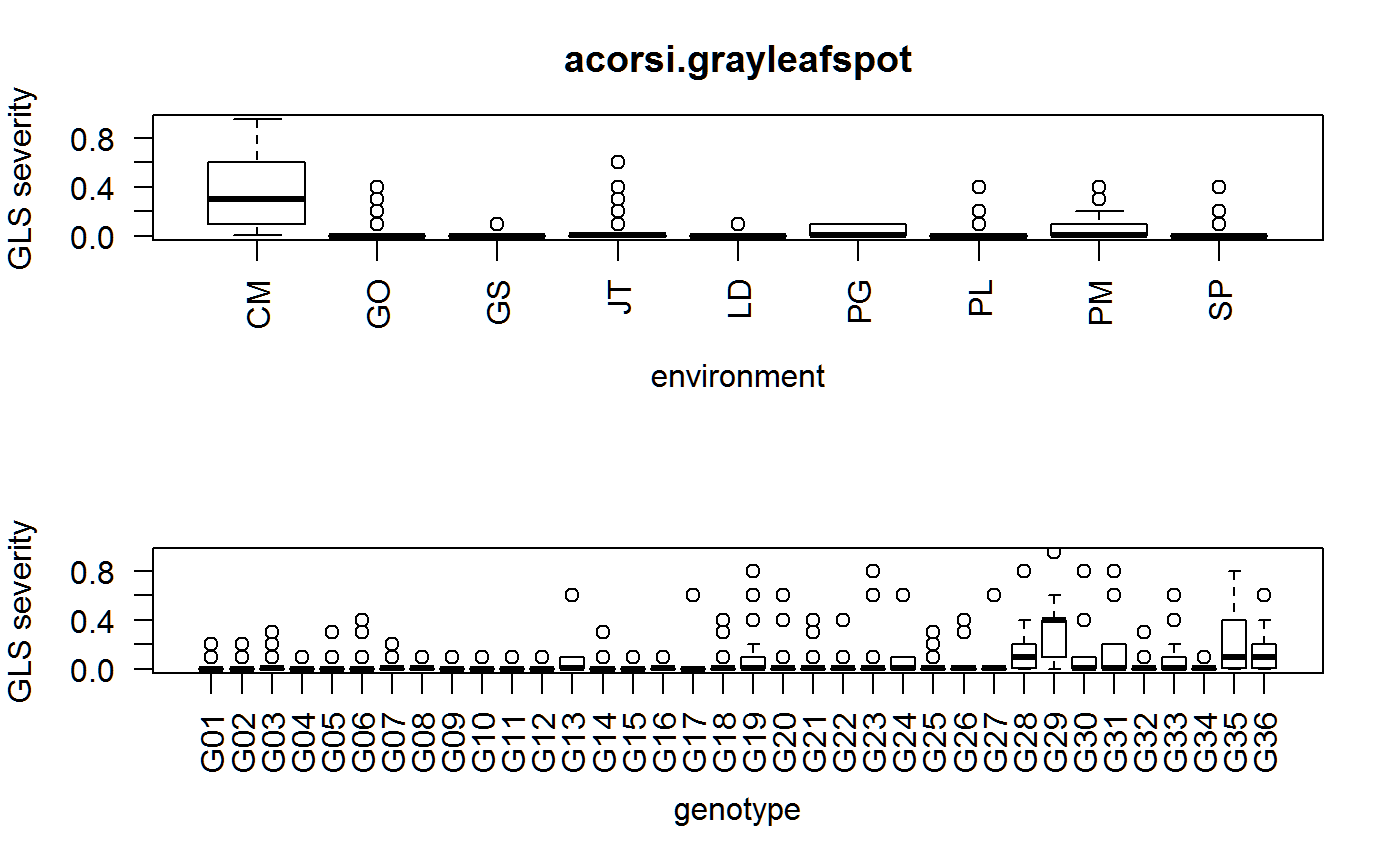 acorsi.grayleafspot
GLS severity
0.8
0.4
0.0
CM GO GS JT LD PG PL PM SP
environment
GLS severity
0.8
0.4
0.0
G01 G02 G03 G04 G05 G06 G07 G08 G09 G10 G11 G12 G13 G14 G15 G16 G17 G18 G19 G20 G21 G22 G23 G24 G25 G26 G27 G28 G29 G30 G31 G32 G33 G34 G35 G36
genotype